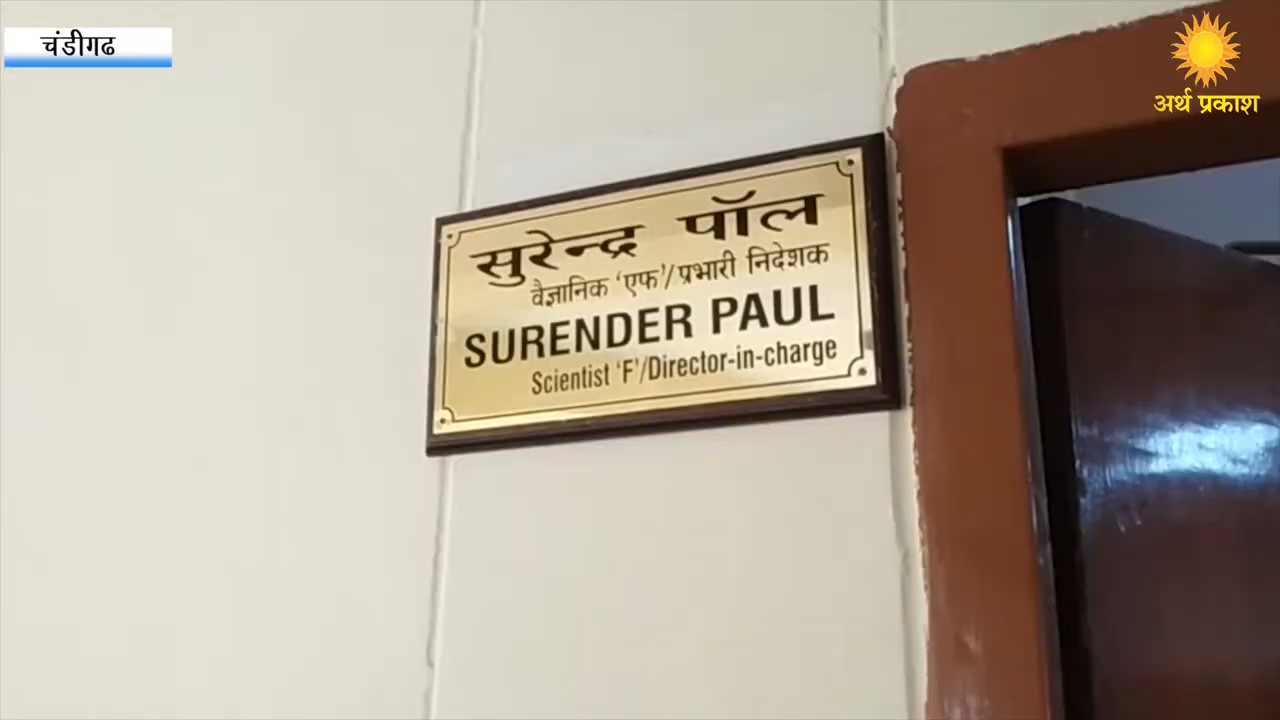 चंडीगढ
अर्थ प्रकाश
सुरेन्द्र पॉल
वैज्ञानिक 'एफ'/प्रभारी निदेशक
SURENDER PAUL
Scientist 'F'/Director-in-charge